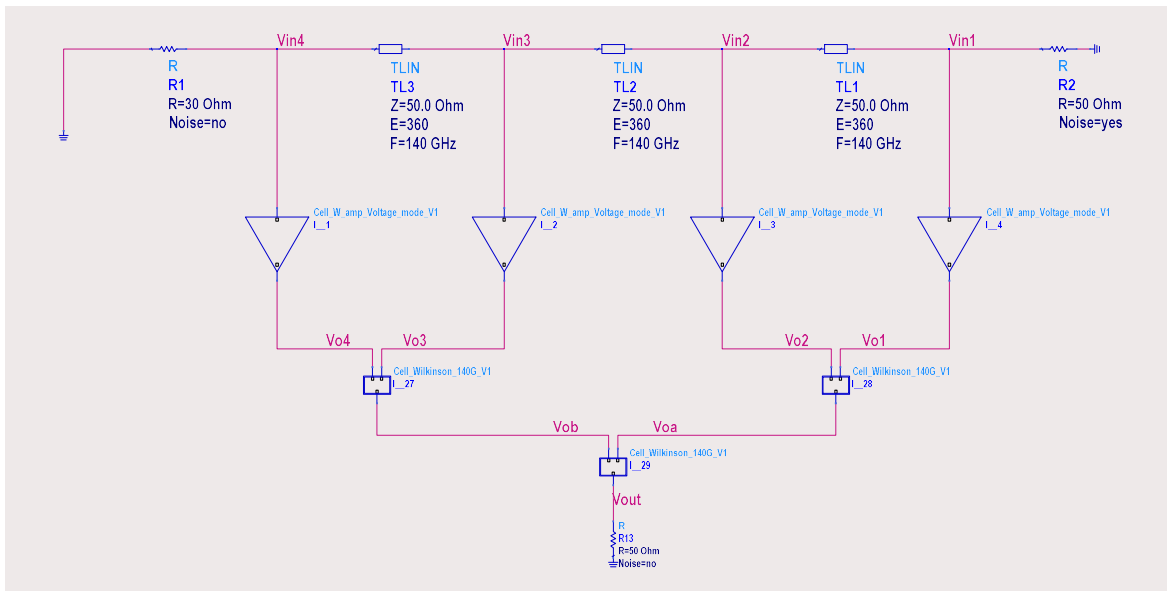 Vin4
Vin3
Vin2
Vin1
R
R1
R=30 Ohm
Noise=no
TLIN
TL3
Z=50.0 Ohm
E=360
F=140 GHz
TLIN
TL2
Z=50.0 Ohm
E=360
F=140 GHz
TLIN
TL1
Z=50.0 Ohm
E=360
F=140 GHz
R
R2
R=50 Ohm
Noise=yes
Cell_W_amp_Voltage_mode_V1
I__1
Cell_W_amp_Voltage_mode_V1
I__2
Cell_W_amp_Voltage_mode_V1
I__3
Cell_W_amp_Voltage_mode_V1
I__4
Vo4
Vo3
Vo2
Vo1
Cell_Wilkinson_140G_V1
I__27
Cell_Wilkinson_140G_V1
I__28
Vob
Voa
Cell_Wilkinson_140G_V1
I__29
Vout
R
R13
R=50 Ohm
Noise=no